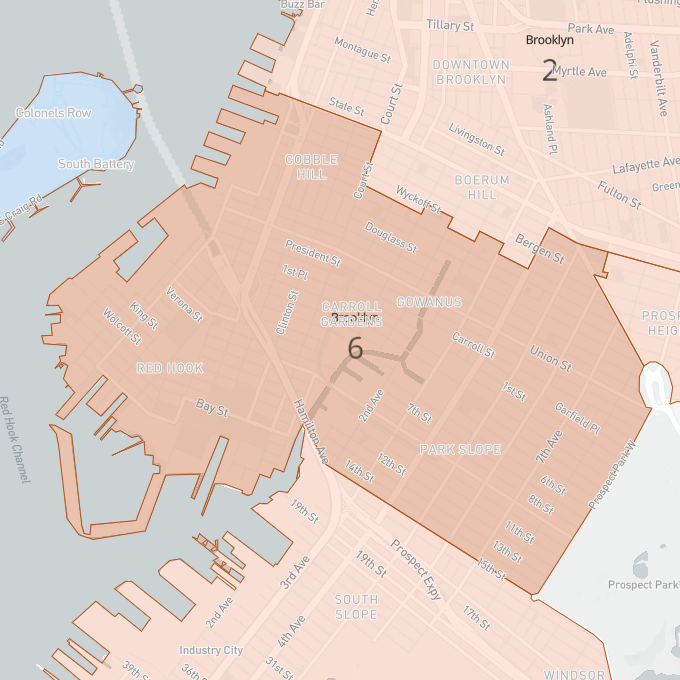 Buzz Bar
Tillary St
Park Ave
Flushing
Brooklyn
2
Adelphi St
Vanderbilt Ave
Montague St
DOWNTOWN
BROOKLYN
Myrtle Ave
Court St
Colonels Row
State St
Livingston St
Ashland Pl
South Battery
COBBLE
HILL
Court St
Wyckoff St
BOERUM
HILL
Lafayette Ave
Fulton St
Craig Rd
Douglass St
Bergen St
President St
1st Pl
Clinton St
Verona St
King St
Wolcott St
CARROLL
GARDENS
Brooklyn
6
GOWANUS
Carroll St
Union St
RED HOOK
Red Hook Channel
Bay St
Hamilton Ave
2nd Ave
7th St
1st St
Garfield Pl
PARK SLOPE
7th Ave
Prospect Park W
12th St
14th St
6th St
8th St
11th St
13th St
15th St
19th St
Prospect Expy
3rd Ave
19th St
Prospect Park
17th St
SOUTH
SLOPE
2nd Ave
4th Ave
Industry City
39th St
36th St
31st St
WINDSOR